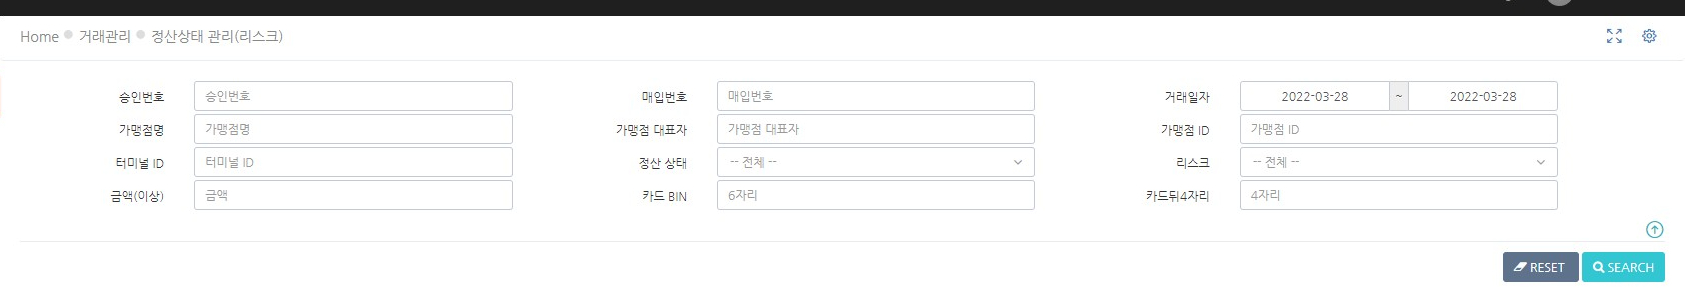 Home 거래관리 정산상태 관리(리스크)
승인번호 승인번호 매입번호 매입번호 거래일자 2022-03-28 ~ 2022-03-28
가맹점명 가맹점명 가맹점 대표자 가맹점 대표자 가맹점 ID 가맹점 ID
터미널 ID 터미널 ID 정산 상태 -- 전체 -- 리스크 -- 전체 --
금액(이상) 금액 카드 BIN 6자리 카드뒤4자리 4자리
RESET SEARCH